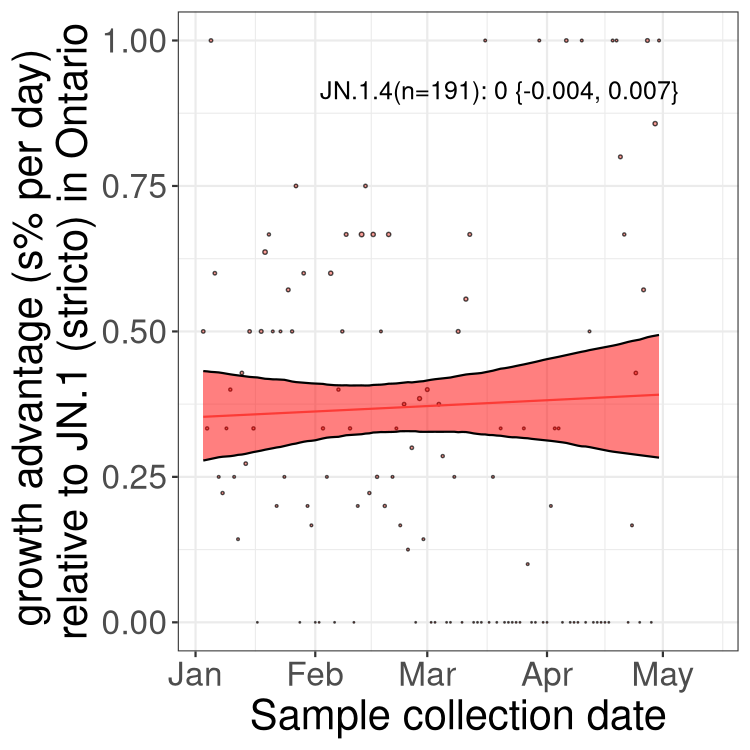 growth advantage (s% per day)
relative to JN.1 (stricto) in Ontario
1.00
0.75
0.50
0.25
0.00
JN.1.4(n=191): 0 {-0.004, 0.007}
Jan Feb Mar Apr May
Sample collection date